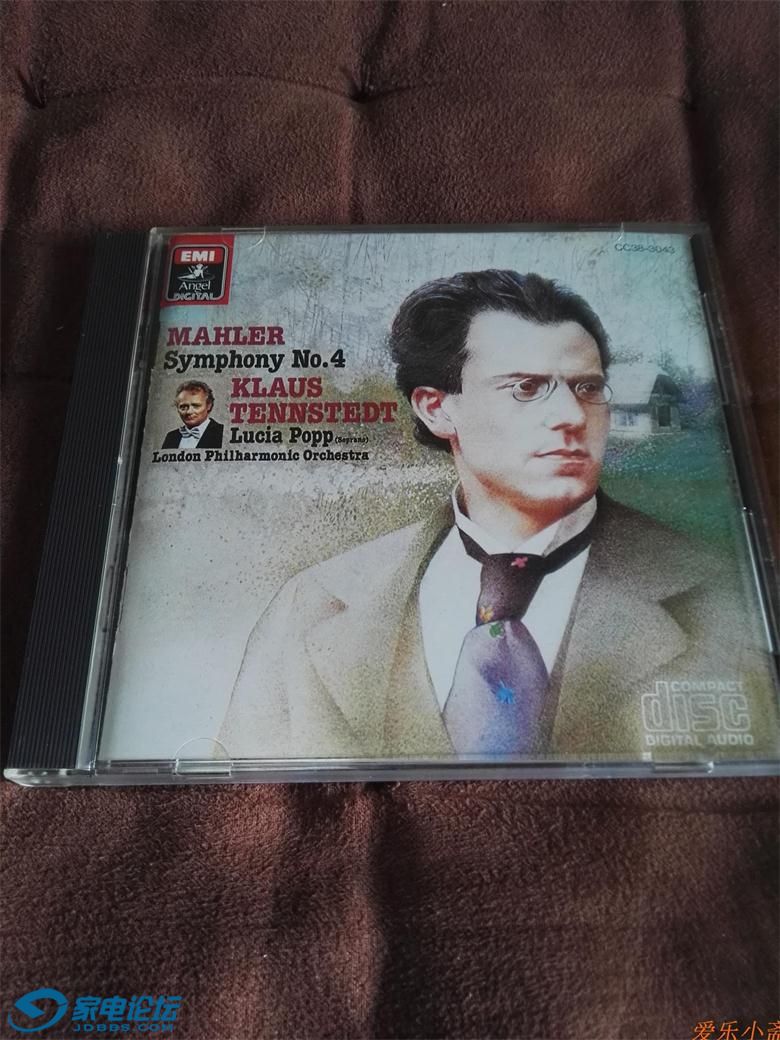 CC38-3043
EMI
Angel
DIGITAL
MAHLER
Symphony No.4
KLAUS
TENNSTEDT
Lucia Popp (Soprano)
London Philharmonic Orchestra
COMPACT
disc
DIGITAL AUDIO
家电论坛
JDBBS.COM
爱乐小斋